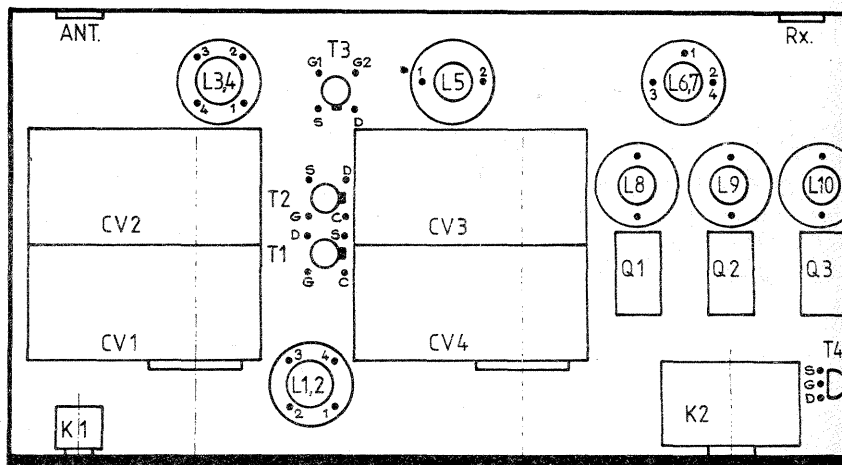 ANT. Rx.
T3
3 2 G1 G2 1
L3,4 1 L5 2 3 L6,7 2
4 1 S D 4
S D
T2 L8 L9 L10
CV2 G C CV3
D S
T1 Q1 Q2 Q3
G C
CV1 CV4
3 4 T4
S
L1,2 G
D
K1 2 1 K2